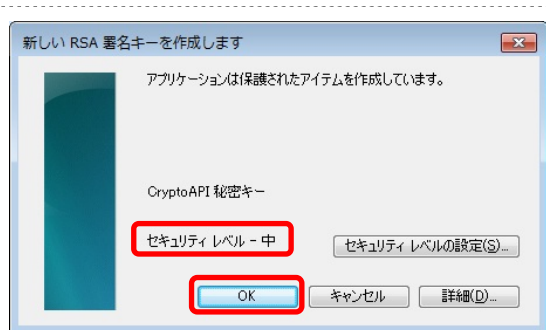 新しい RSA 署名キーを作成します
アプリケーションは保護されたアイテムを作成しています。
CryptoAPI 秘密キー
セキュリティ レベル - 中
セキュリティ レベルの設定(S)...
OK
キャンセル
詳細(D)...